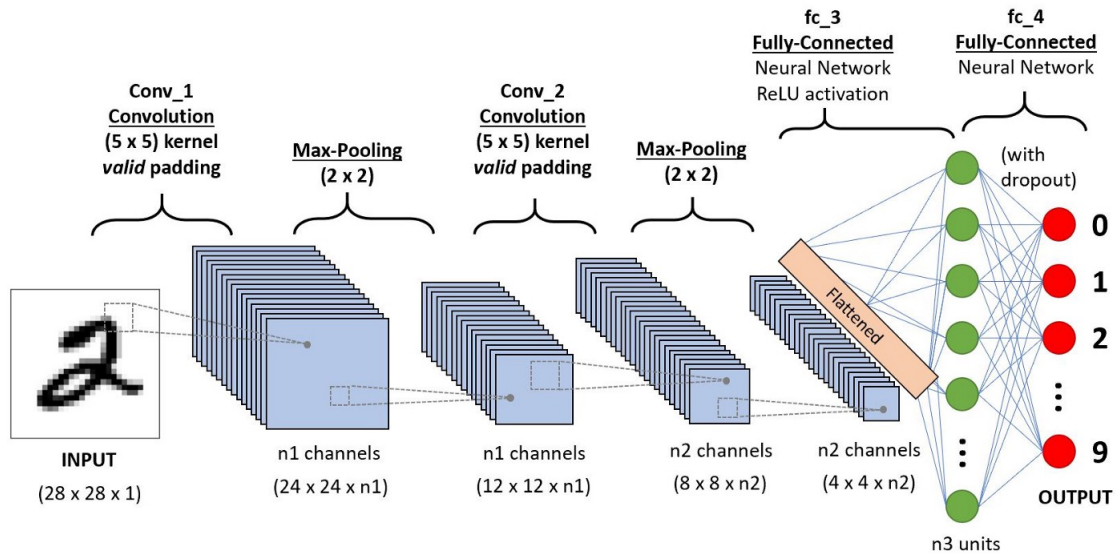 fc_3
Fully-Connected
Neural Network
ReLU activation
fc_4
Fully-Connected
Neural Network
Conv_1
Convolution
(5 x 5) kernel
valid padding
Max-Pooling
(2 x 2)
Conv_2
Convolution
(5 x 5) kernel
valid padding
Max-Pooling
(2 x 2)
(with
dropout)
Flattened
0
1
2
...
9
...
INPUT
(28 x 28 x 1)
n1 channels
(24 x 24 x n1)
n1 channels
(12 x 12 x n1)
n2 channels
(8 x 8 x n2)
n2 channels
(4 x 4 x n2)
OUTPUT
n3 units